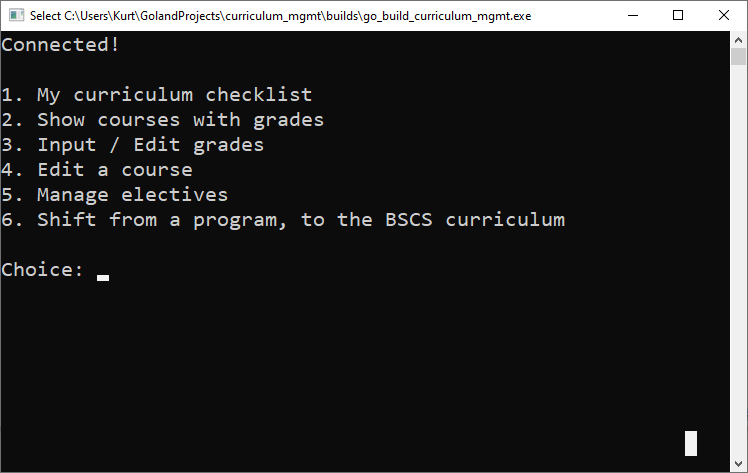 Select C:\Users\Kurt\GolandProjects\curriculum_mgmt\builds\go_build_curriculum_mgmt.exe
Connected!
1. My curriculum checklist
2. Show courses with grades
3. Input / Edit grades
4. Edit a course
5. Manage electives
6. Shift from a program, to the BSCS curriculum
Choice: